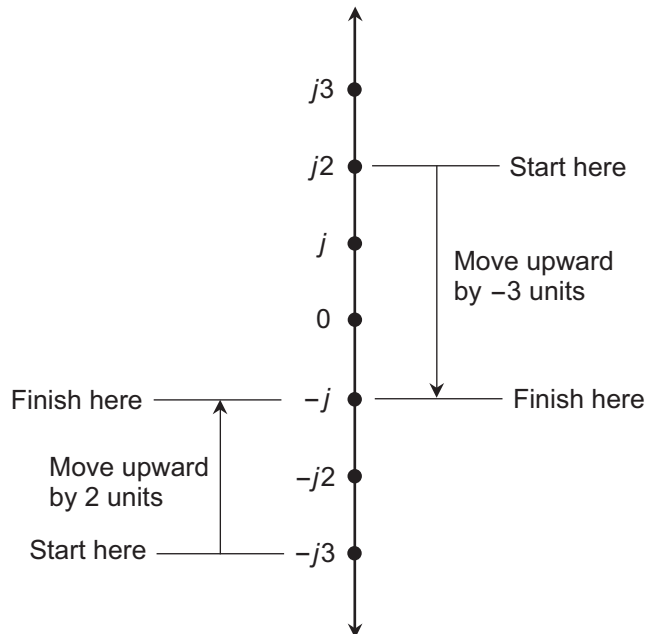 j3
j2
Start here
j
Move upward
by −3 units
0
Finish here
−j
Finish here
Move upward
by 2 units
−j2
Start here
−j3